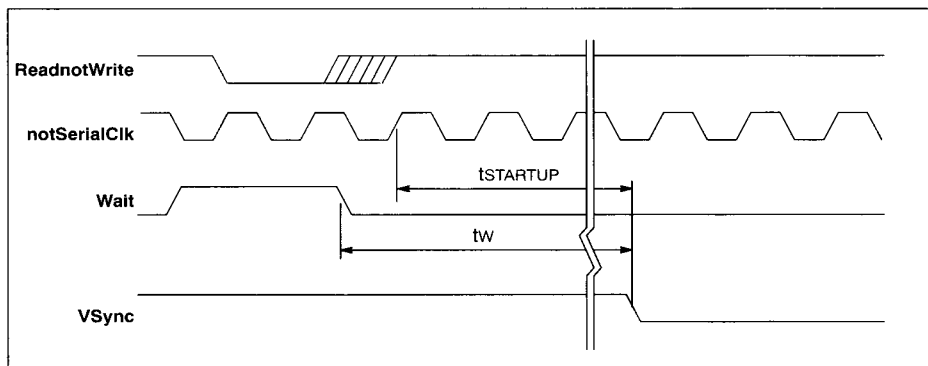 ReadnotWrite
notSerialClk
tSTARTUP
Wait
tW
VSync